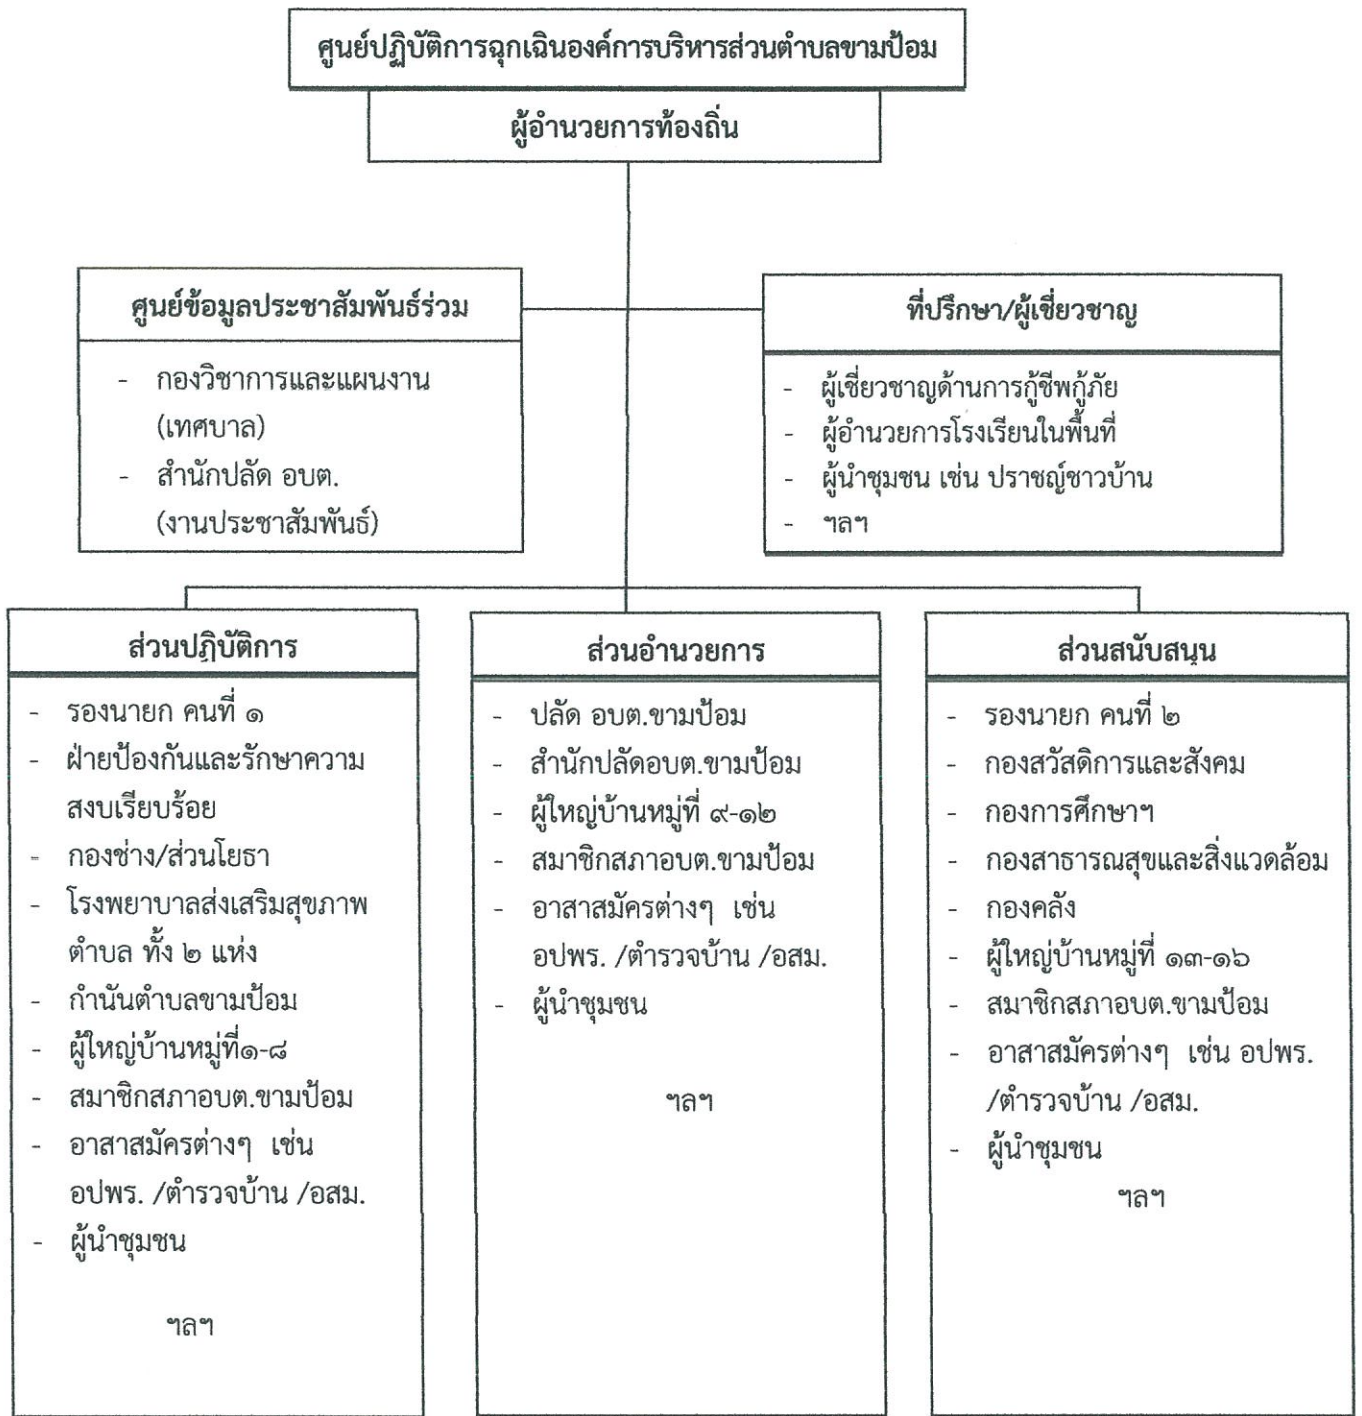 ศูนย์ปฏิบัติการฉุกเฉินองค์การบริหารส่วนตำบลขามป้อม
ผู้อำนวยการท้องถิ่น
ศูนย์ข้อมูลประชาสัมพันธ์ร่วม
- กองวิชาการและแผนงาน
(เทศบาล)
- สำนักปลัด อบต.
(งานประชาสัมพันธ์)
ที่ปรึกษา/ผู้เชี่ยวชาญ
- ผู้เชี่ยวชาญด้านการกู้ชีพกู้ภัย
- ผู้อำนวยการโรงเรียนในพื้นที่
- ผู้นำชุมชน เช่น ปราชญ์ชาวบ้าน
- ฯลฯ
ส่วนปฏิบัติการ
- รองนายก คนที่ ๑
- ฝ่ายป้องกันและรักษาความ
สงบเรียบร้อย
- กองช่าง/ส่วนโยธา
- โรงพยาบาลส่งเสริมสุขภาพ
ตำบล ทั้ง ๒ แห่ง
- กำนันตำบลขามป้อม
- ผู้ใหญ่บ้านหมู่ที่๑-๘
- สมาชิกสภาอบต.ขามป้อม
- อาสาสมัครต่างๆ เช่น
อปพร. /ตำรวจบ้าน /อสม.
- ผู้นำชุมชน
ฯลฯ
ส่วนอำนวยการ
- ปลัด อบต.ขามป้อม
- สำนักปลัดอบต.ขามป้อม
- ผู้ใหญ่บ้านหมู่ที่ ๙-๑๒
- สมาชิกสภาอบต.ขามป้อม
- อาสาสมัครต่างๆ เช่น
อปพร. /ตำรวจบ้าน /อสม.
- ผู้นำชุมชน
ฯลฯ
ส่วนสนับสนุน
- รองนายก คนที่ ๒
- กองสวัสดิการและสังคม
- กองการศึกษาฯ
- กองสาธารณสุขและสิ่งแวดล้อม
- กองคลัง
- ผู้ใหญ่บ้านหมู่ที่ ๑๓-๑๖
- สมาชิกสภาอบต.ขามป้อม
- อาสาสมัครต่างๆ เช่น อปพร.
/ตำรวจบ้าน /อสม.
- ผู้นำชุมชน
ฯลฯ